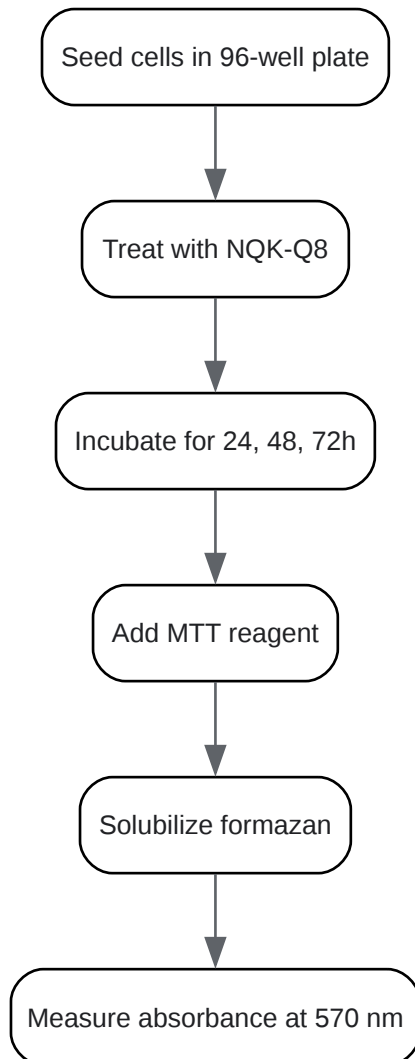 Seed cells in 96-well plate
Treat with NQK-Q8
Incubate for 24, 48, 72h
Add MTT reagent
Solubilize formazan
Measure absorbance at 570 nm